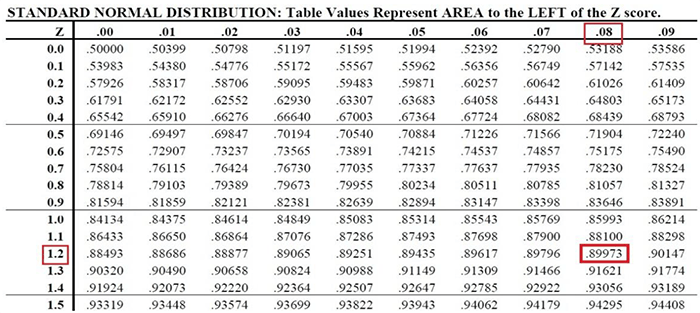 STANDARD NORMAL DISTRIBUTION: Table Values Represent AREA to the LEFT of the Z score.
Z .00 .01 .02 .03 .04 .05 .06 .07 .08 .09
0.0 .50000 .50399 .50798 .51197 .51595 .51994 .52392 .52790 .53188 .53586
0.1 .53983 .54380 .54776 .55172 .55567 .55962 .56356 .56749 .57142 .57535
0.2 .57926 .58317 .58706 .59095 .59483 .59871 .60257 .60642 .61026 .61409
0.3 .61791 .62172 .62552 .62930 .63307 .63683 .64058 .64431 .64803 .65173
0.4 .65542 .65910 .66276 .66640 .67003 .67364 .67724 .68082 .68439 .68793
0.5 .69146 .69497 .69847 .70194 .70540 .70884 .71226 .71566 .71904 .72240
0.6 .72575 .72907 .73237 .73565 .73891 .74215 .74537 .74857 .75175 .75490
0.7 .75804 .76115 .76424 .76730 .77035 .77337 .77637 .77935 .78230 .78524
0.8 .78814 .79103 .79389 .79673 .79955 .80234 .80511 .80785 .81057 .81327
0.9 .81594 .81859 .82121 .82381 .82639 .82894 .83147 .83398 .83646 .83891
1.0 .84134 .84375 .84614 .84849 .85083 .85314 .85543 .85769 .85993 .86214
1.1 .86433 .86650 .86864 .87076 .87286 .87493 .87698 .87900 .88100 .88298
1.2 .88493 .88686 .88877 .89065 .89251 .89435 .89617 .89796 .89973 .90147
1.3 .90320 .90490 .90658 .90824 .90988 .91149 .91309 .91466 .91621 .91774
1.4 .91924 .92073 .92220 .92364 .92507 .92647 .92785 .92922 .93056 .93189
1.5 .93319 .93448 .93574 .93699 .93822 .93943 .94062 .94179 .94295 .94408